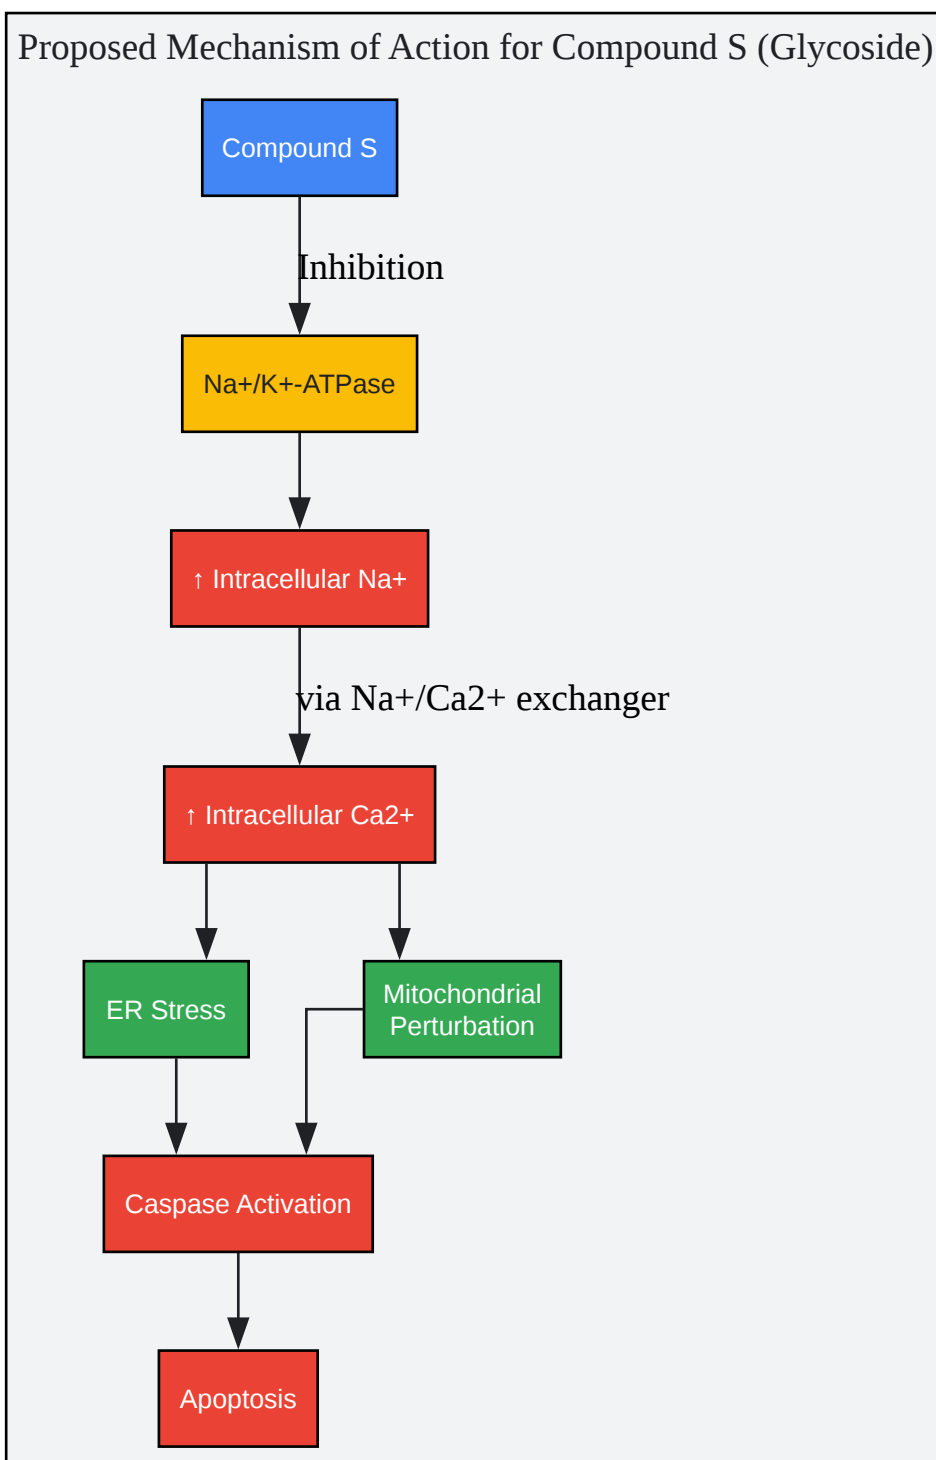 Proposed Mechanism of Action for Compound S (Glycoside)
Compound S
Inhibition
Na+/K+-ATPase
↑ Intracellular Na+
via Na+/Ca2+ exchanger
↑ Intracellular Ca2+
ER Stress
Mitochondrial
Perturbation
Caspase Activation
Apoptosis